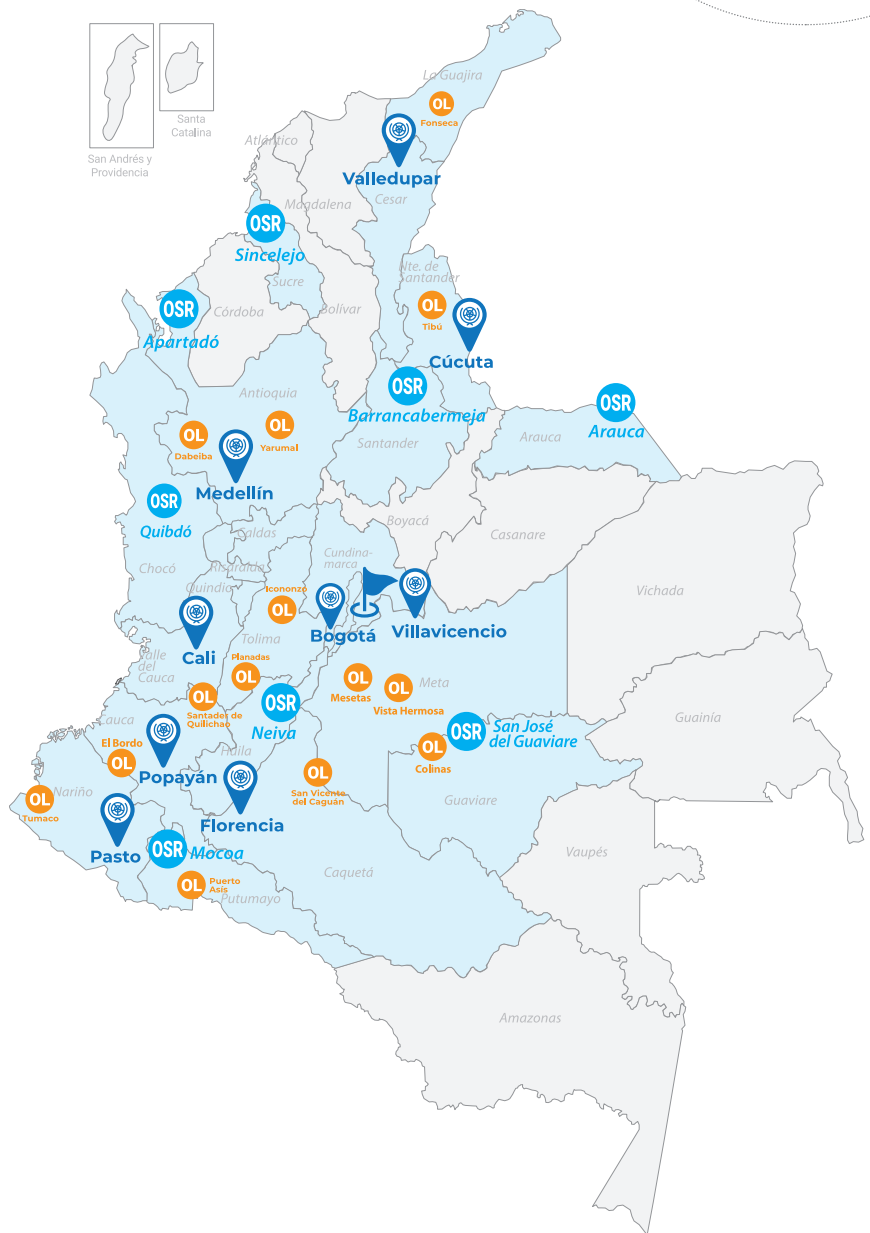 La Guajira
OL
Fonseca
Santa
Catalina
San Andrés y
Providencia
Atlántico
Valledupar
Cesar
Magdalena
OSR
Sincelejo
Sucre
Nte. de
Santander
OL
Tibú
Bolívar
Córdoba
OSR
Apartadó
Cúcuta
OSR
Barrancabermeja
Santander
OSR
Arauca
Arauca
Antioquía
OL
Dabeiba
OL
Yarumal
Medellín
OSR
Quibdó
Chocó
Boyacá
Casanare
Caldas
Cundina-
marca
Risaralda
Quindío
Vichada
Icononzo
OL
Cali
Bogotá
Villavicencio
Tolima
Valle
del
Cauca
Planadas
OL
OL
Mesetas
Meta
OL
Vista Hermosa
OL
Santader de
Quilichao
OSR
Neiva
Cauca
Guainía
OSR
San José
del Guaviare
OL
Colinas
El Bordo
OL
Popayán
Huila
OL
San Vicente
del Caguán
Guaviare
Nariño
OL
Tumaco
Florencia
Pasto
OSR
Mocoa
Vaupés
Caquetá
OL
Puerto
Asís
Putumayo
Amazonas